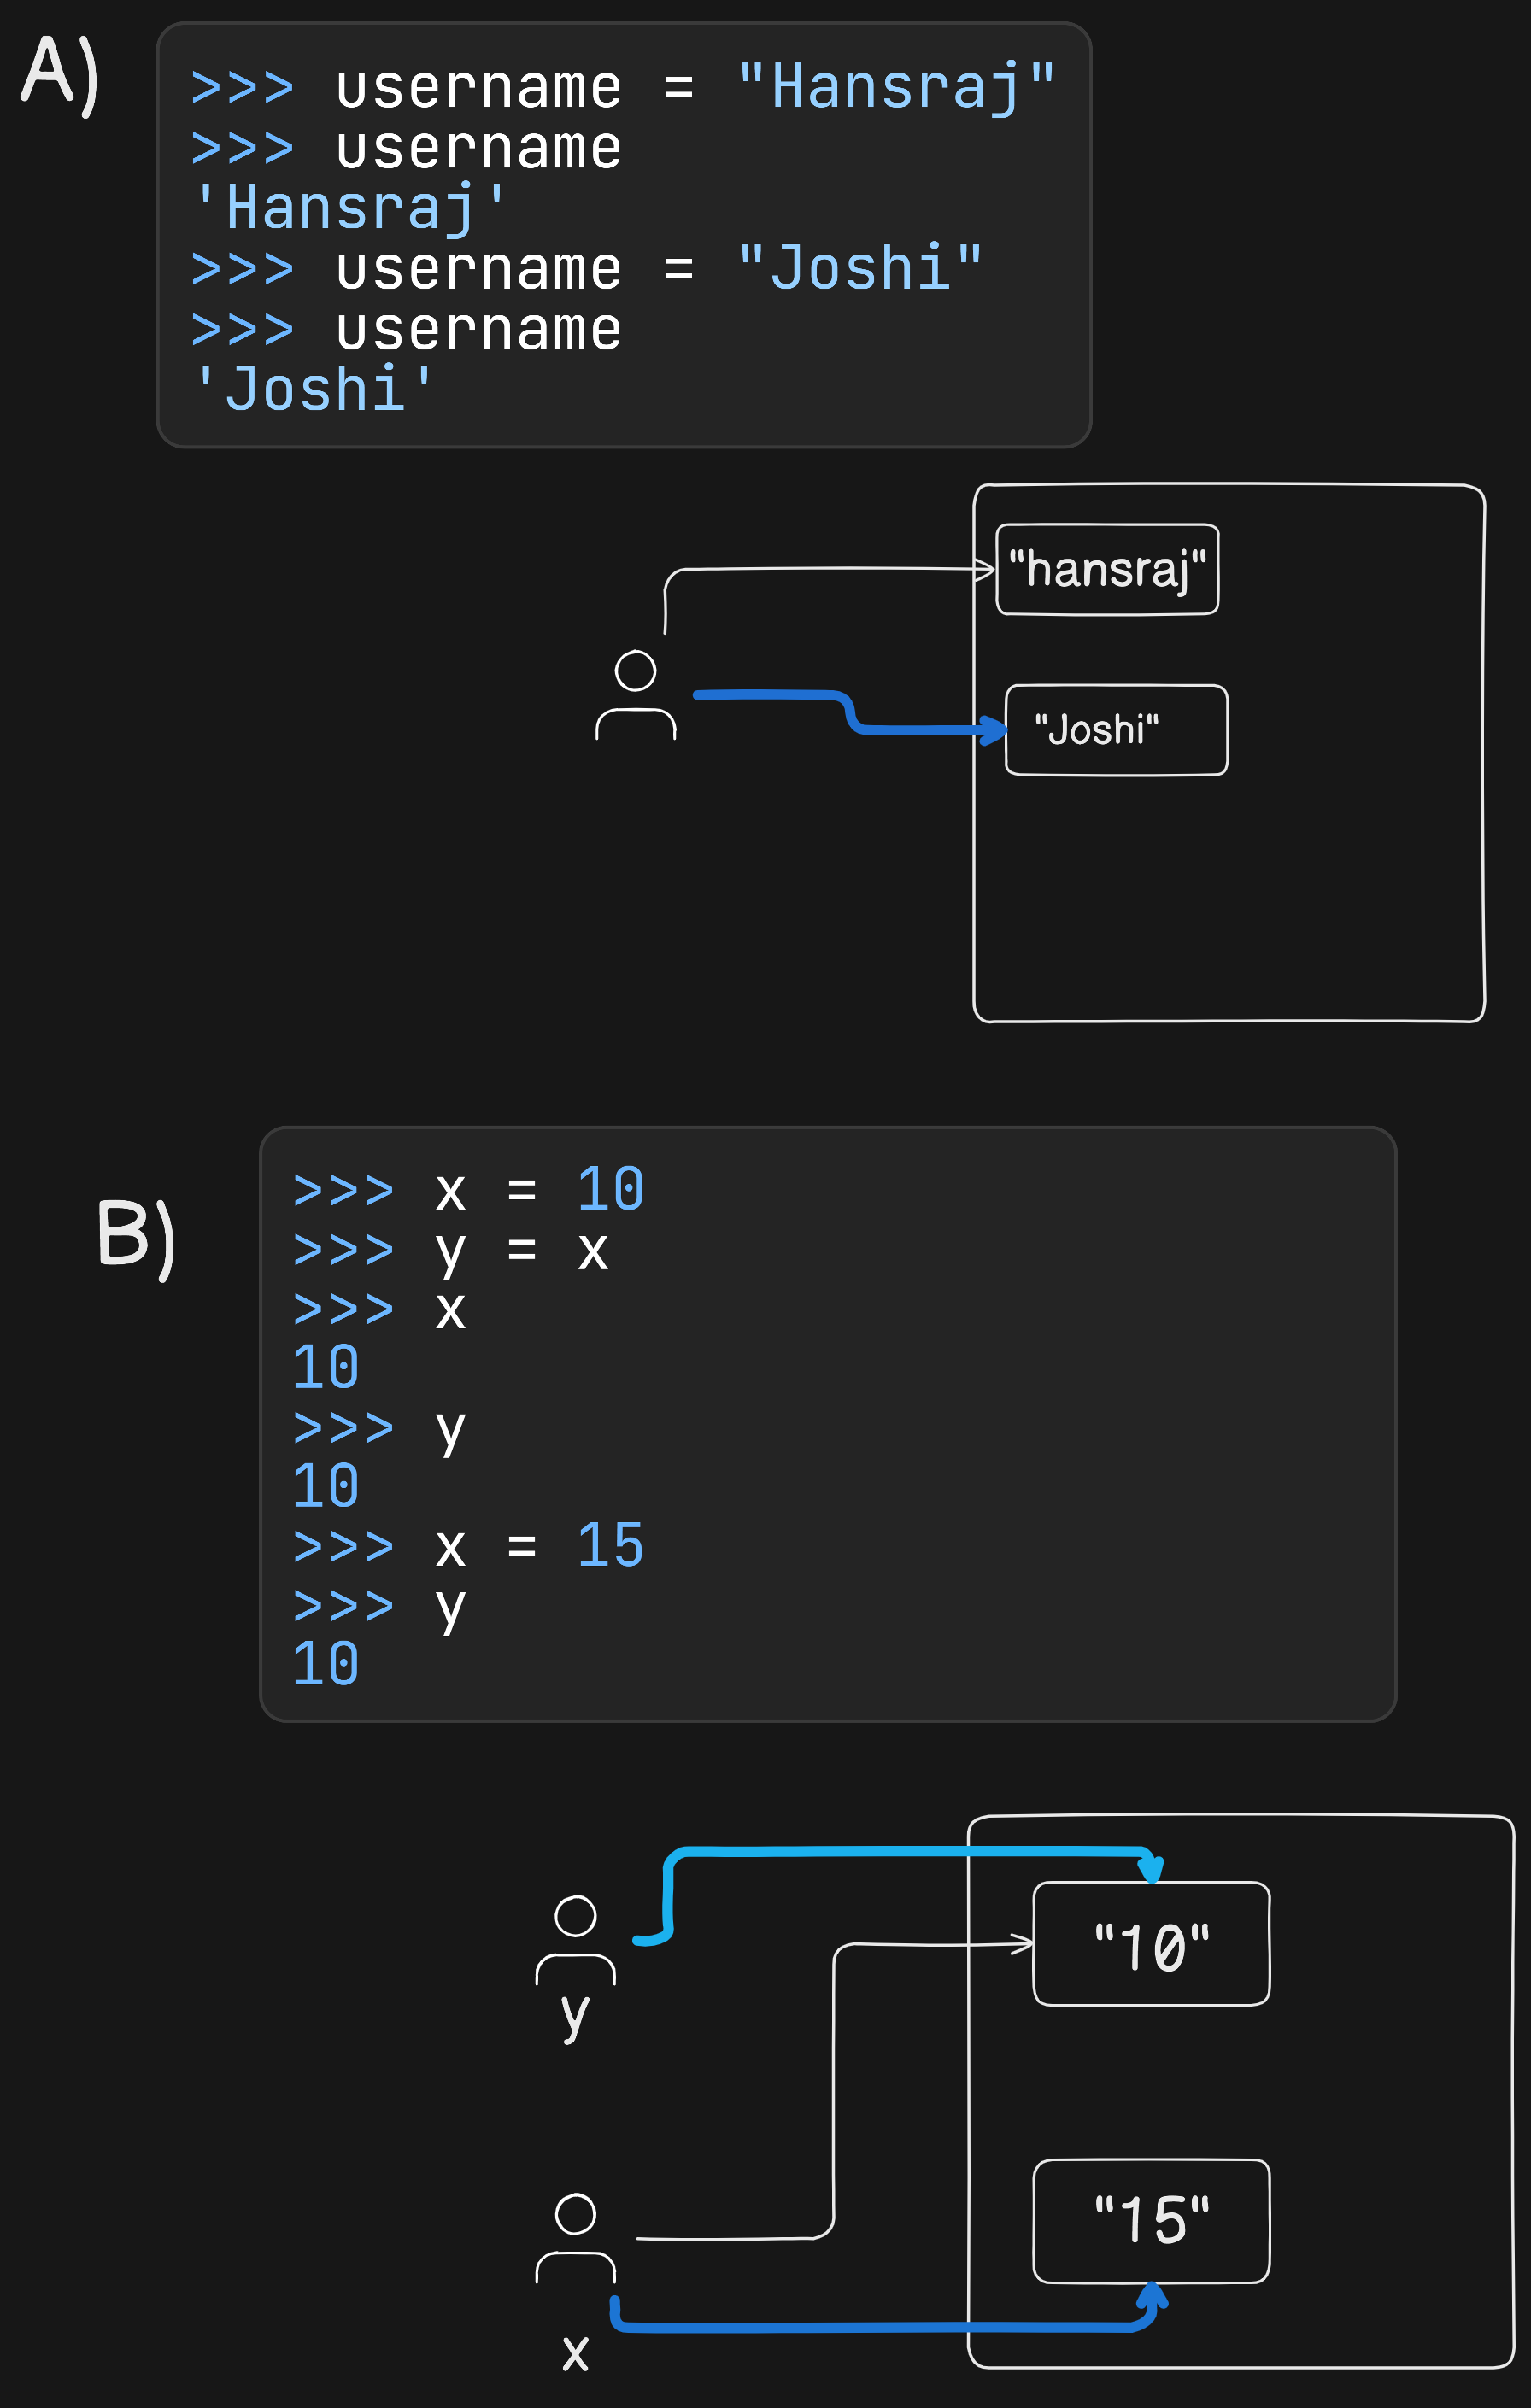 A)
>>> username = "Hansraj"
>>> username
'Hansraj'
>>> username = "Joshi"
>>> username
'Joshi'
"hansraj"
"Joshi"
B)
>>> x = 10
>>> y = x
>>> x
10
>>> y
10
>>> x = 15
>>> y
10
"10"
y
"15"
x